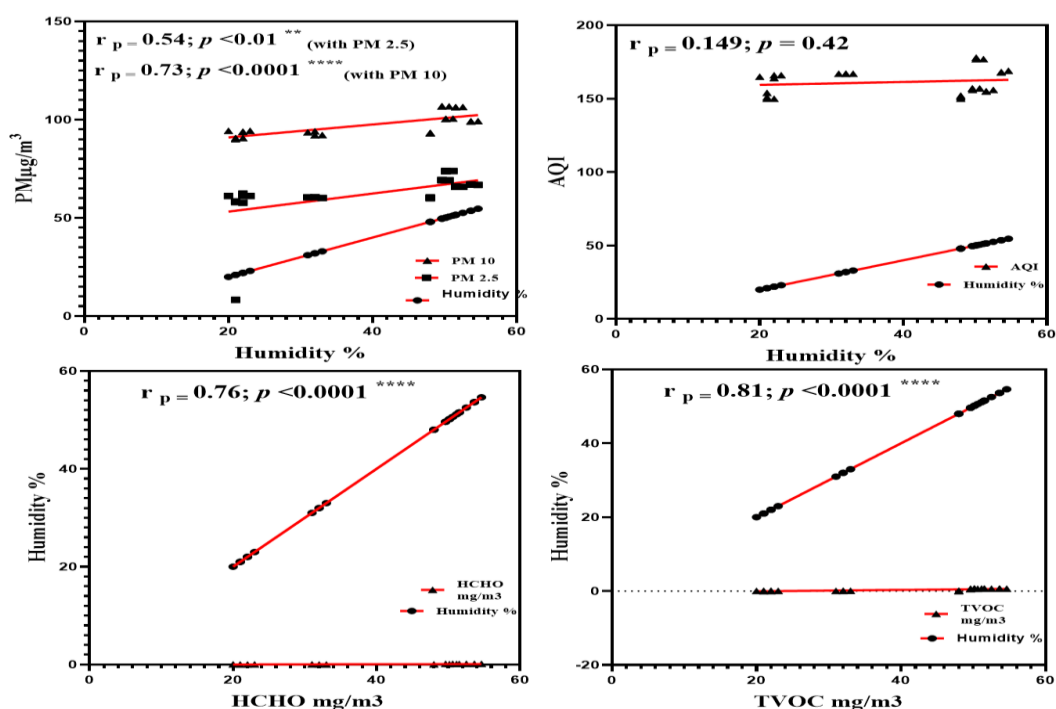 r p = 0.54; p <0.01 ** (with PM 2.5)
r p = 0.73; p <0.0001 **** (with PM 10)
150
100
50
0
PMµg/m³
PM 10
PM 2.5
Humidity %
0
20
40
60
Humidity %
r p = 0.149; p = 0.42
200
150
100
50
0
AQI
AQI
Humidity %
0
20
40
60
Humidity %
r p = 0.76; p <0.0001 ****
60
40
20
0
Humidity %
HCHO
mg/m3
Humidity %
0
20
40
60
HCHO mg/m3
r p = 0.81; p <0.0001 ****
60
40
20
0
-20
Humidity %
TVOC
mg/m3
Humidity %
0
20
40
60
TVOC mg/m3